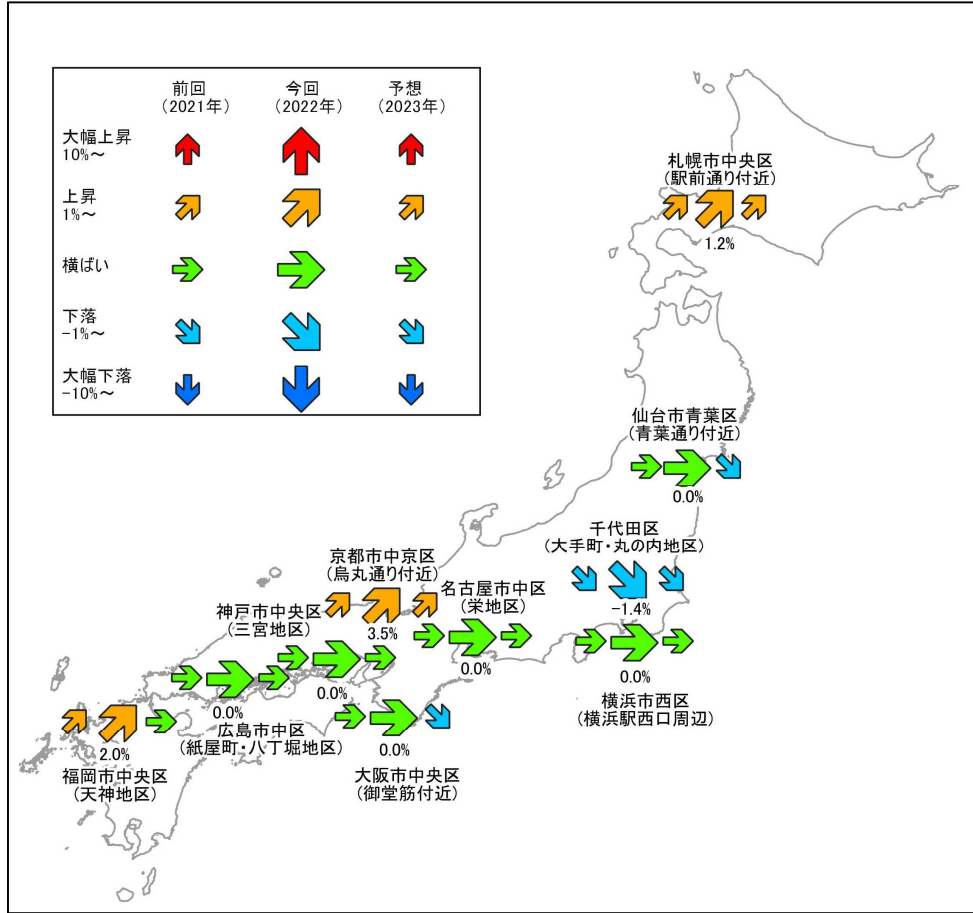 前回
(2021年)
今回
(2022年)
予想
(2023年)
大幅上昇
10%～
上昇
1%～
横ばい
下落
-1%～
大幅下落
-10%～
札幌市中央区
(駅前通り付近)
1.2%
仙台市青葉区
(青葉通り付近)
0.0%
千代田区
(大手町・丸の内地区)
-1.4%
京都市中京区
(烏丸通り付近)
3.5%
名古屋市中区
(栄地区)
0.0%
神戸市中央区
(三宮地区)
0.0%
0.0%
横浜市西区
(横浜駅西口周辺)
0.0%
広島市中区
(紙屋町・八丁堀地区)
2.0%
福岡市中央区
(天神地区)
0.0%
大阪市中央区
(御堂筋付近)